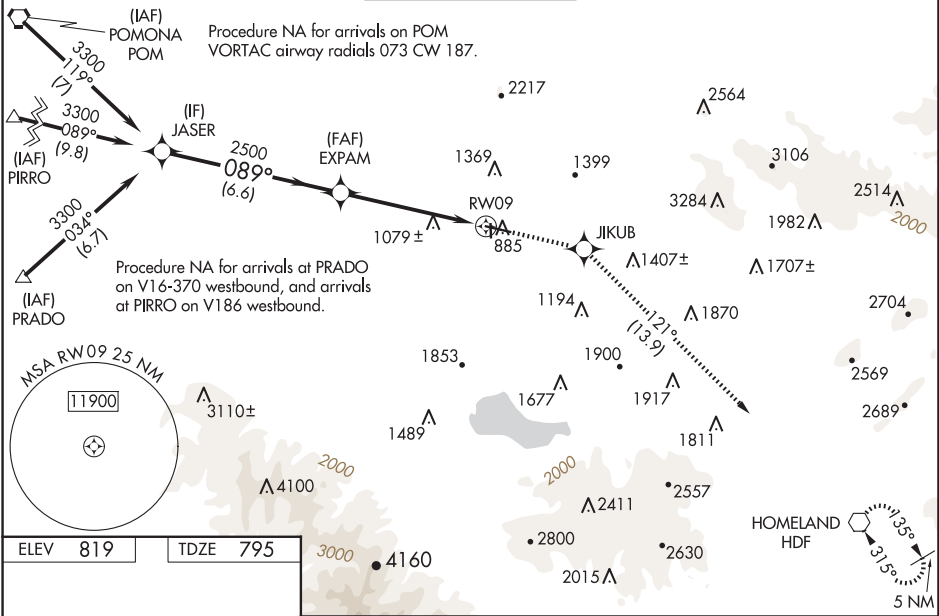 (IAF)
POMONA
POM
Procedure NA for arrivals on POM
VORTAC airway radials 073 CW 187.
3300
119°
(7)
3300
089°
(9.8)
(IAF)
PIRRO
(IF)
JASER
2500
089°
(6.6)
(FAF)
EXPAM
3300
034°
(6.7)
(IAF)
PRADO
Procedure NA for arrivals at PRADO
on V16-370 westbound, and arrivals
at PIRRO on V186 westbound.
2217
2564
1369
1399
3106
3284
2514
1982
2000
RW09
1079 ±
885
JIKUB
1407±
1707±
1194
121°
(13.9)
1870
2704
1853
1900
2569
1677
1917
2689
1489
1811
MSA RW09 25 NM
11900
3110±
2000
4100
3000
4160
2000
2411
2557
2800
2630
2015
HOMELAND
HDF
135°
315°
5 NM
ELEV 819
TDZE 795